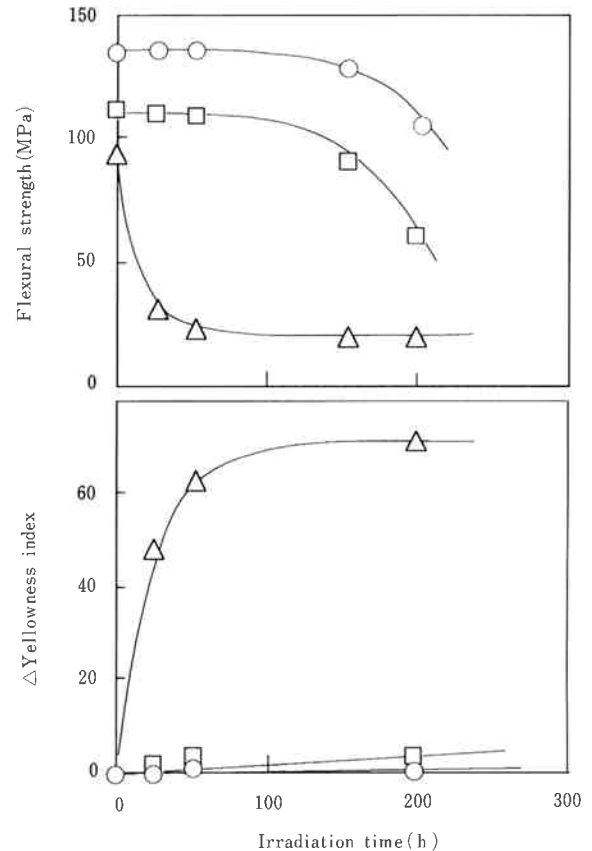 150
100
50
0
Flexural strength (MPa)
60
40
20
0
△Yellowness index
0 100 200 300
Irradiation time (h)